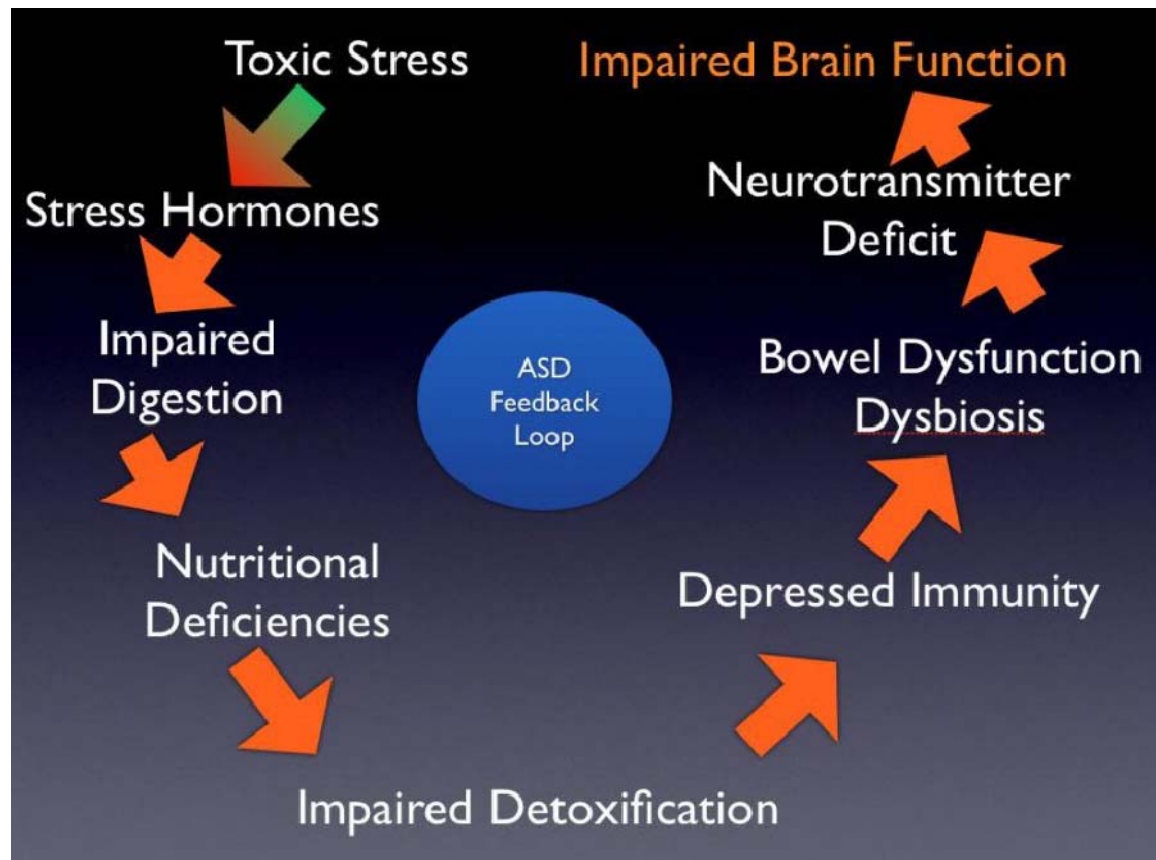 Toxic Stress
Impaired Brain Function
Stress Hormones
Neurotransmitter
Deficit
Impaired
Digestion
ASD
Feedback
Loop
Bowel Dysfunction
Dysbiosis
Nutritional
Deficiencies
Depressed Immunity
Impaired Detoxification